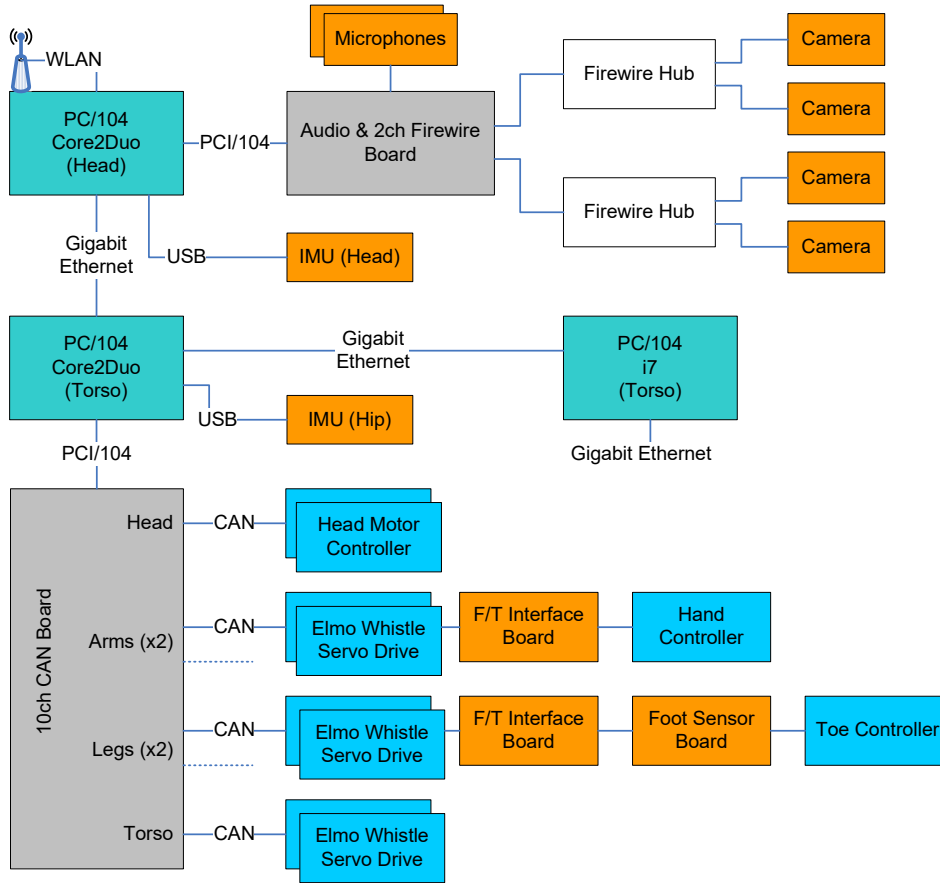 WLAN
Microphones
Camera
Firewire Hub
Camera
PC/104
Core2Duo
(Head)
PCI/104
Audio & 2ch Firewire
Board
Camera
Firewire Hub
Camera
Gigabit
Ethernet
USB
IMU (Head)
PC/104
Core2Duo
(Torso)
Gigabit
Ethernet
PC/104
i7
(Torso)
USB
IMU (Hip)
PCI/104
Gigabit Ethernet
10ch CAN Board
Head
CAN
Head Motor
Controller
Arms (x2)
CAN
Elmo Whistle
Servo Drive
F/T Interface
Board
Hand
Controller
Legs (x2)
CAN
Elmo Whistle
Servo Drive
F/T Interface
Board
Foot Sensor
Board
Toe Controller
Torso
CAN
Elmo Whistle
Servo Drive